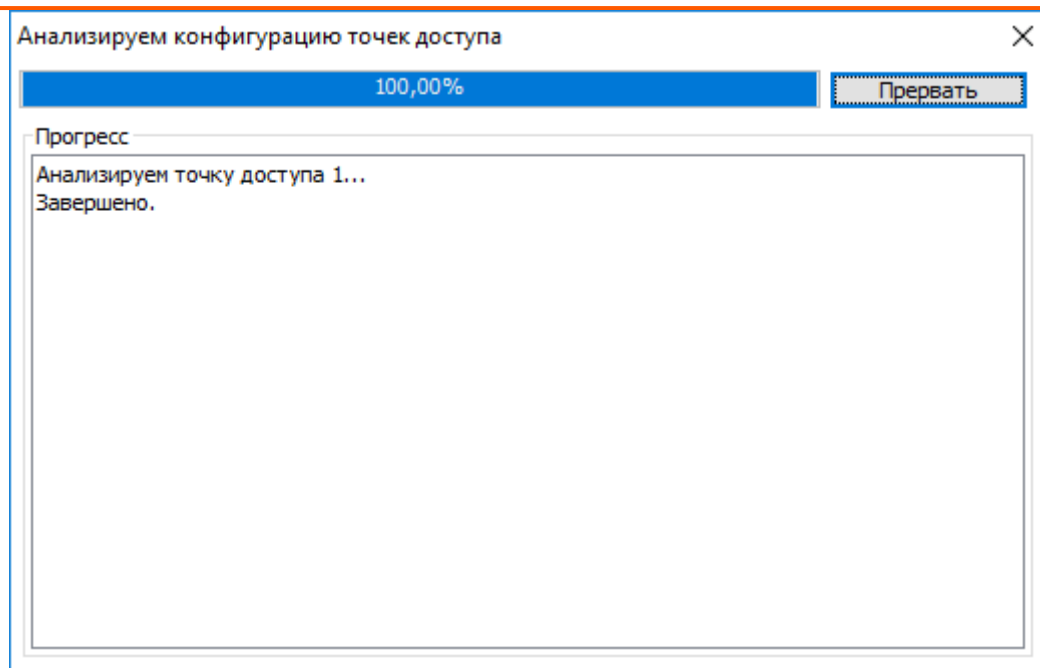 Анализируем конфигурацию точек доступа
100,00%
Прервать
Прогресс
Анализируем точку доступа 1...
Завершено.